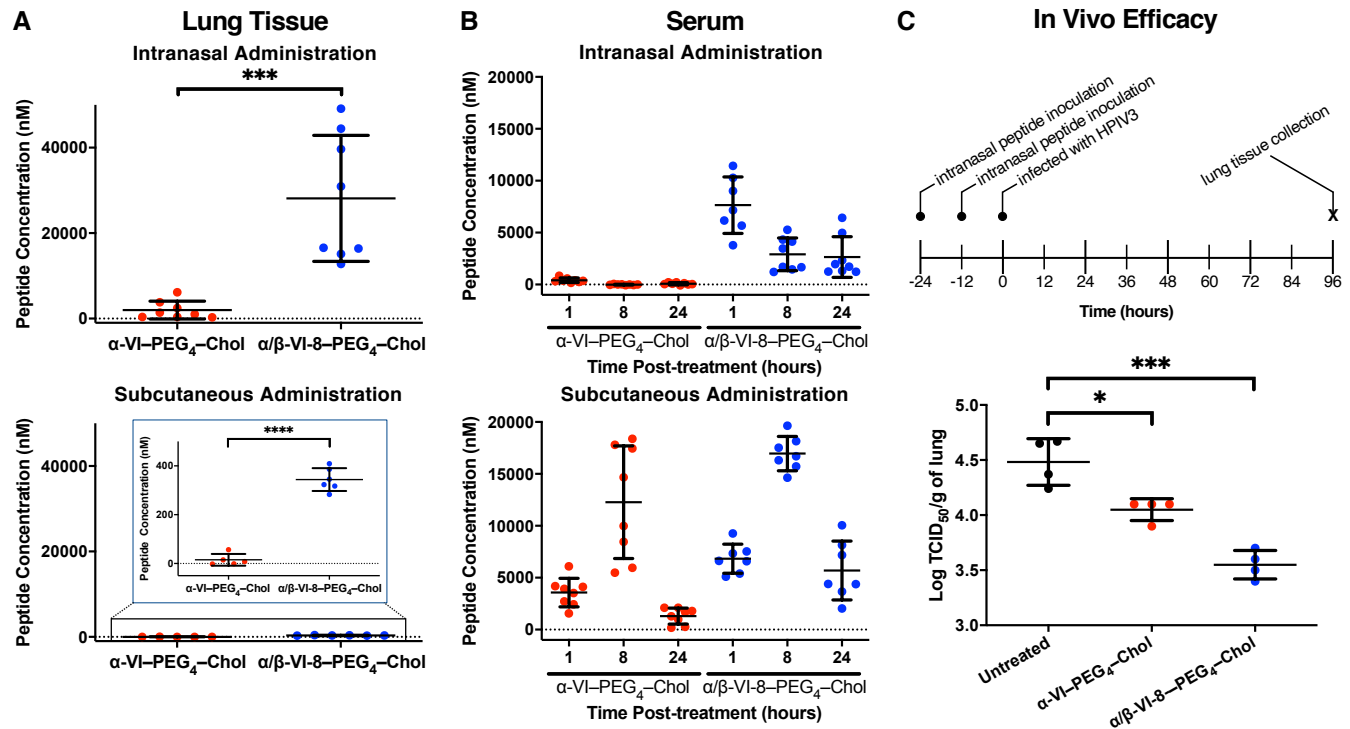 A
Lung Tissue
Intranasal Administration
***
Peptide Concentration (nM)
40000
20000
0
α-VI–PEG4–Chol α/β-VI-8–PEG4–Chol
Subcutaneous Administration
Peptide Concentration (nM)
40000
20000
0
****
Peptide Concentration (nM)
400
200
0
α-VI–PEG4–Chol α/β-VI-8–PEG4–Chol
α-VI–PEG4–Chol α/β-VI-8–PEG4–Chol
B
Serum
Intranasal Administration
Peptide Concentration (nM)
20000
15000
10000
5000
0
1 8 24 1 8 24
α-VI–PEG4–Chol α/β-VI-8–PEG4–Chol
Time Post-treatment (hours)
Subcutaneous Administration
Peptide Concentration (nM)
20000
15000
10000
5000
0
1 8 24 1 8 24
α-VI–PEG4–Chol α/β-VI-8–PEG4–Chol
Time Post-treatment (hours)
C
In Vivo Efficacy
intranasal peptide inoculation
intranasal peptide inoculation
infected with HPIV3
lung tissue collection
X
-24 -12 0 12 24 36 48 60 72 84 96
Time (hours)
***
*
Log TCID50/g of lung
5.0
4.5
4.0
3.5
3.0
Untreated
α-VI–PEG4–Chol
α/β-VI-8—PEG4–Chol